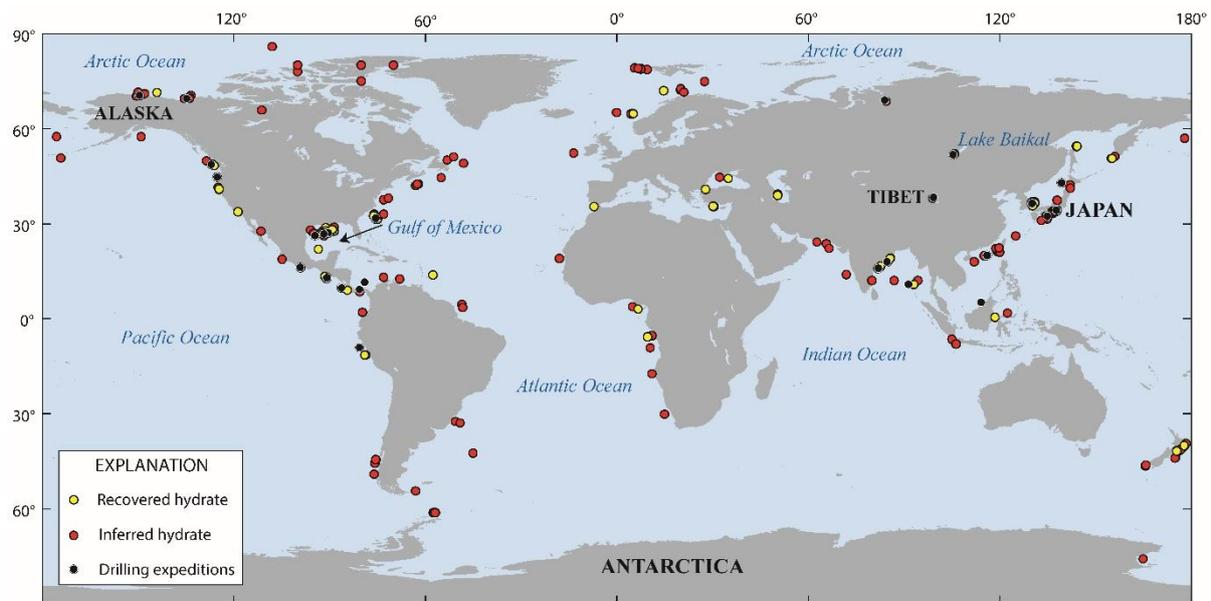 120° 60° 0° 60° 120° 180°
90°
Arctic Ocean Arctic Ocean
ALASKA
60°
Lake Baikal
TIBET
JAPAN
30°
Gulf of Mexico
0°
Pacific Ocean
Indian Ocean
Atlantic Ocean
30°
EXPLANATION
Recovered hydrate
60°
Inferred hydrate
ANTARCTICA
Drilling expeditions